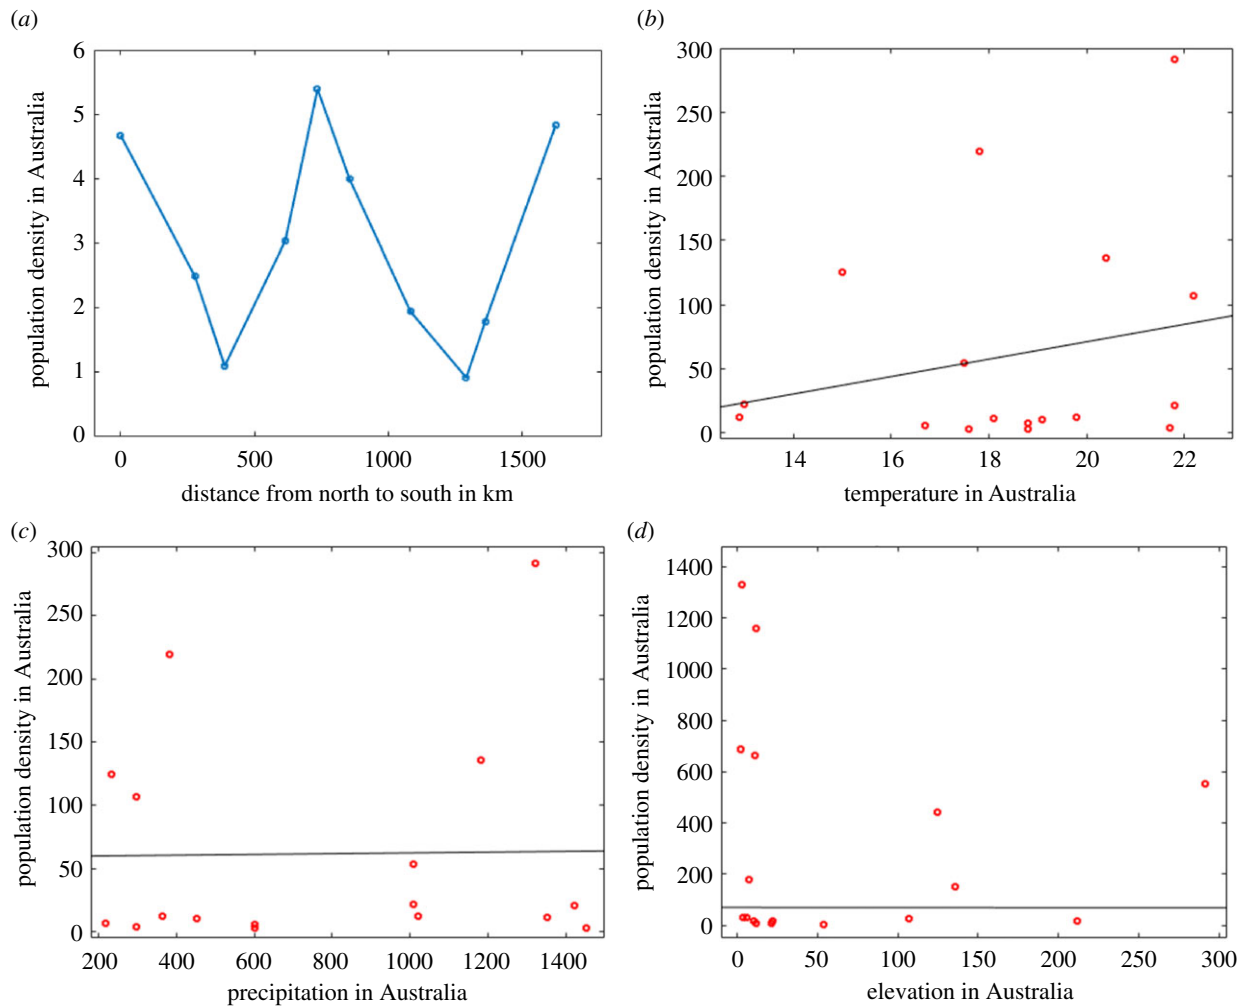 (a)
population density in Australia
6
5
4
3
2
1
0
0 500 1000 1500
distance from north to south in km
(b)
population density in Australia
300
250
200
150
100
50
0
14 16 18 20 22
temperature in Australia
(c)
population density in Australia
300
250
200
150
100
50
0
200 400 600 800 1000 1200 1400
precipitation in Australia
(d)
population density in Australia
1400
1200
1000
800
600
400
200
0
0 50 100 150 200 250 300
elevation in Australia